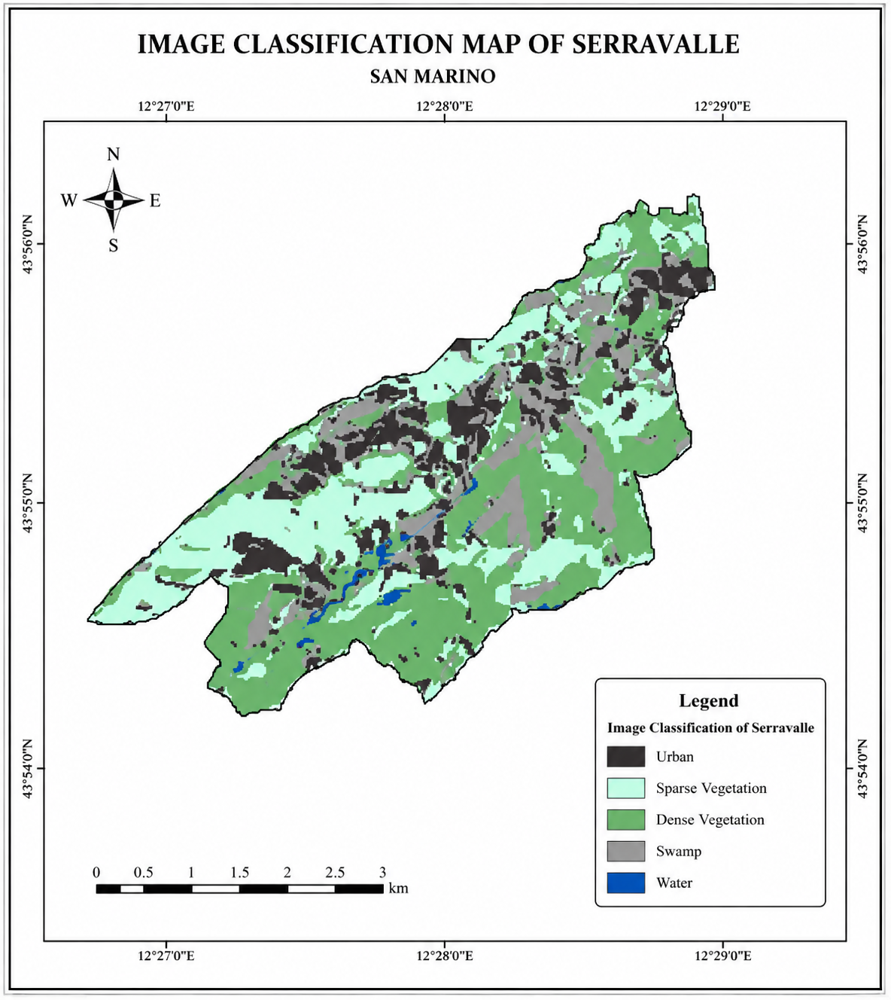 IMAGE CLASSIFICATION MAP OF SERRAVALLE
SAN MARINO
12°27'0"E 12°28'0"E 12°29'0"E
N
W E
S
43°56'0"N 43°56'0"N
43°55'0"N 43°55'0"N
43°54'0"N 43°54'0"N
Legend
Image Classification of Serravalle
Urban
Sparse Vegetation
Dense Vegetation
Swamp
Water
0 0.5 1 1.5 2 2.5 3
km
12°27'0"E 12°28'0"E 12°29'0"E